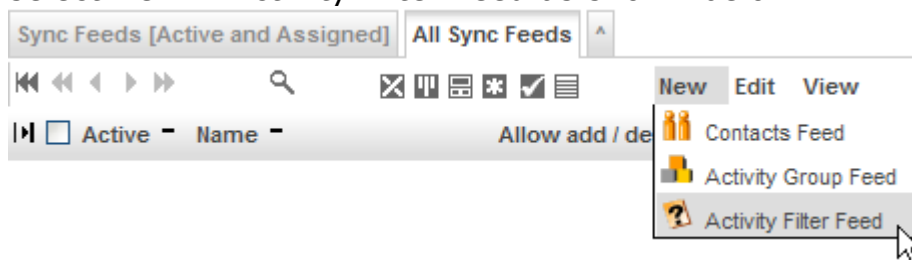 Sync Feeds [Active and Assigned] All Sync Feeds ^
New Edit View
Active Name Allow add / de
Contacts Feed
Activity Group Feed
Activity Filter Feed